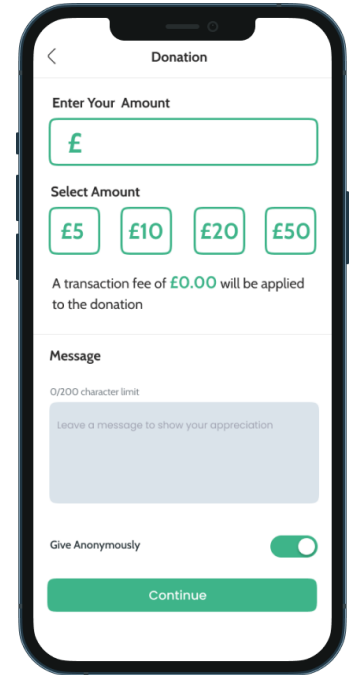 Donation
Enter Your Amount
£
Select Amount
£5 £10 £20 £50
A transaction fee of £0.00 will be applied
to the donation
Message
0/200 character limit
Leave a message to show your appreciation
Give Anonymously
Continue